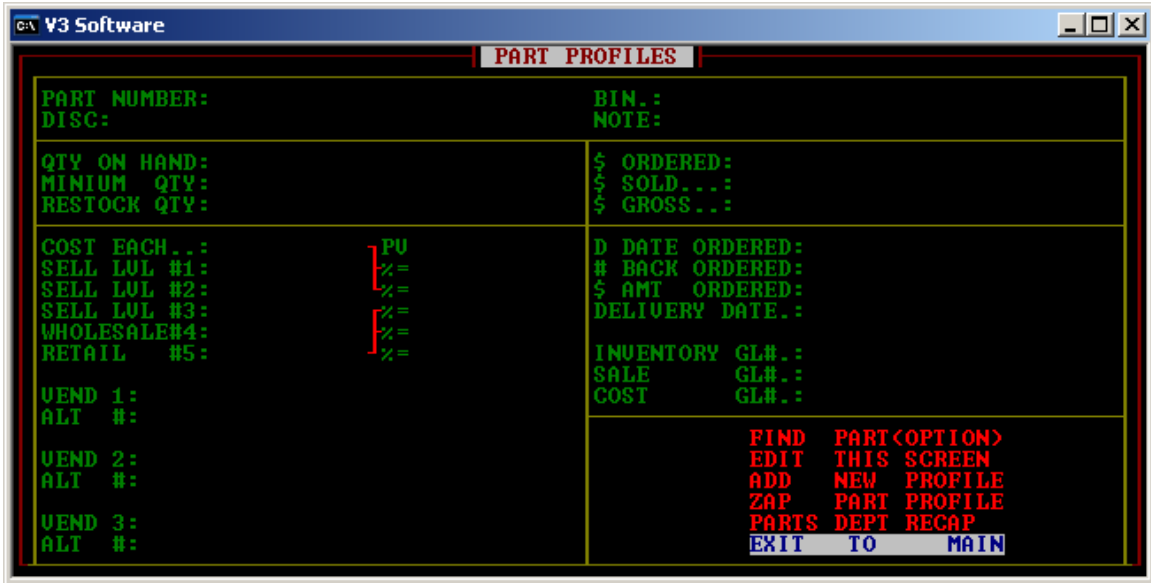 V3 Software
PART PROFILES
PART NUMBER: BIN.:
DISC: NOTE:
QTY ON HAND: $ ORDERED:
MINIUM QTY: $ SOLD...:
RESTOCK QTY: $ GROSS..:
COST EACH..: PV
SELL LVL #1: %=
SELL LVL #2: %=
SELL LVL #3: %=
WHOLESALE#4: %=
RETAIL #5: %=
VEND 1:
ALT #:
VEND 2:
ALT #:
VEND 3:
ALT #:
D DATE ORDERED:
# BACK ORDERED:
$ AMT ORDERED:
DELIVERY DATE.:
INVENTORY GL#.:
SALE GL#.:
COST GL#.:
FIND PART(OPTION)
EDIT THIS SCREEN
ADD NEW PROFILE
ZAP PART PROFILE
PARTS DEPT RECAP
EXIT TO MAIN